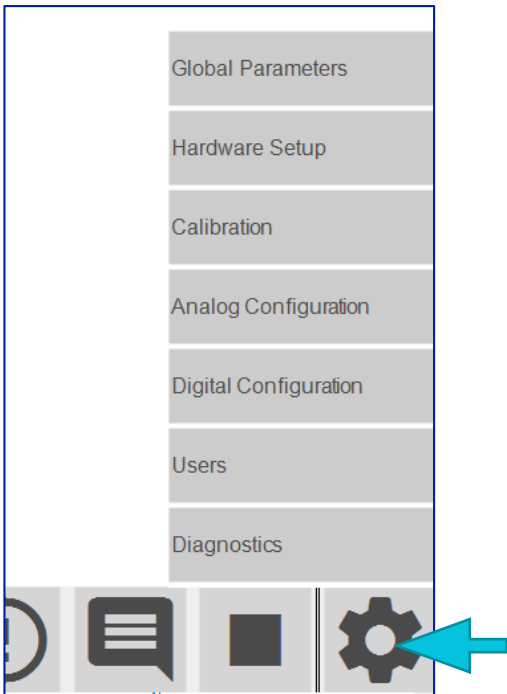 Global Parameters
Hardware Setup
Calibration
Analog Configuration
Digital Configuration
Users
Diagnostics